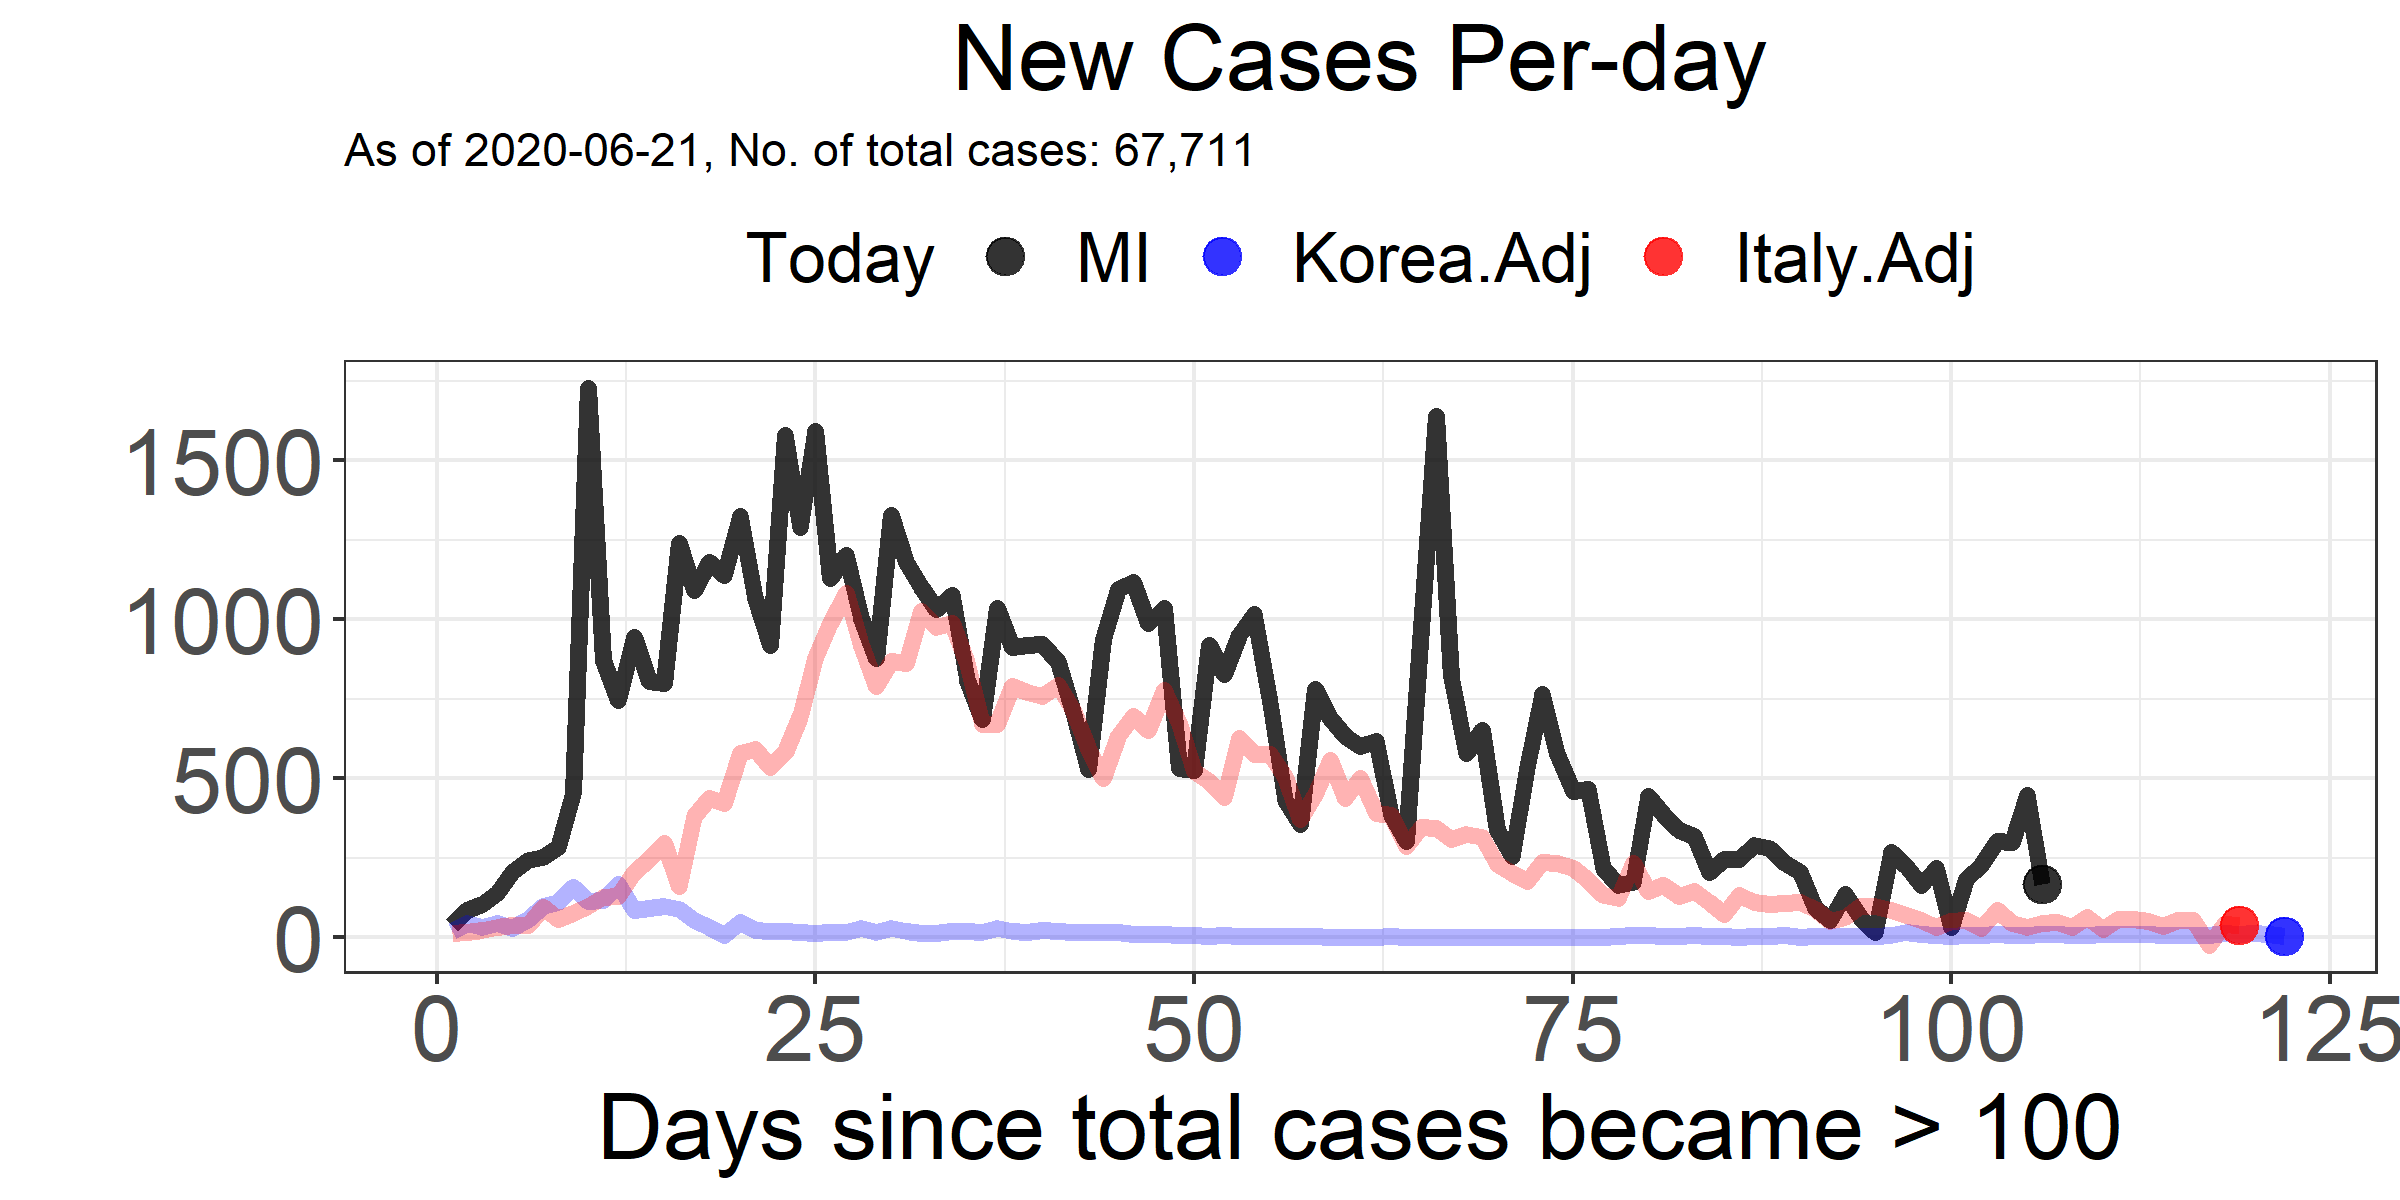 New Cases Per-day
As of 2020-06-21, No. of total cases: 67,711
Today MI Korea.Adj Italy.Adj
1500
1000
500
0
0 25 50 75 100 125
Days since total cases became > 100